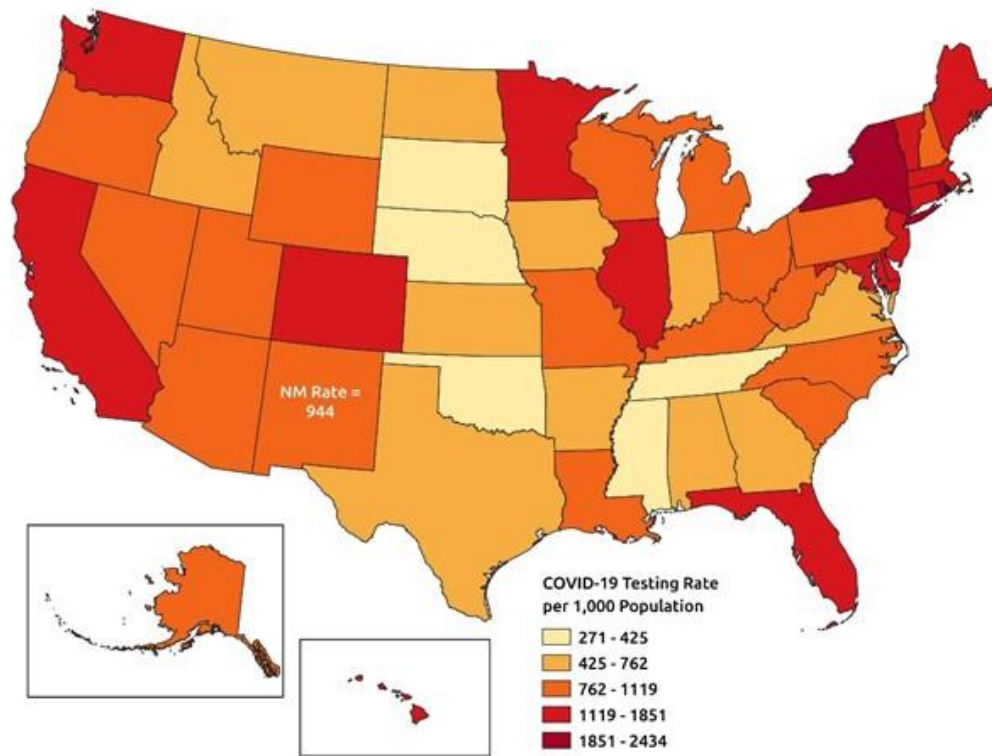 NM Rate =
944
COVID-19 Testing Rate
per 1,000 Population
271 - 425
425 - 762
762 - 1119
1119 - 1851
1851 - 2434